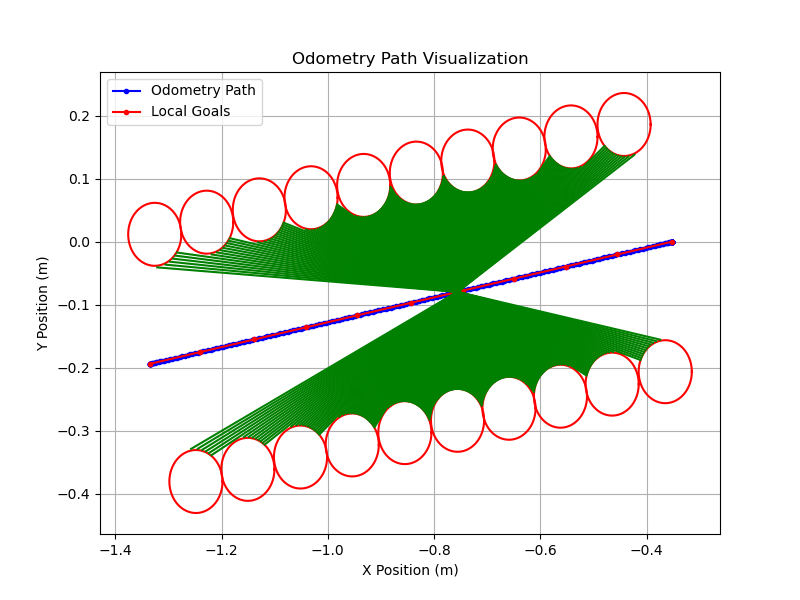 Odometry Path Visualization
Odometry Path
Local Goals
Y Position (m)
0.2
0.1
0.0
−0.1
−0.2
−0.3
−0.4
−1.4 −1.2 −1.0 −0.8 −0.6 −0.4
X Position (m)